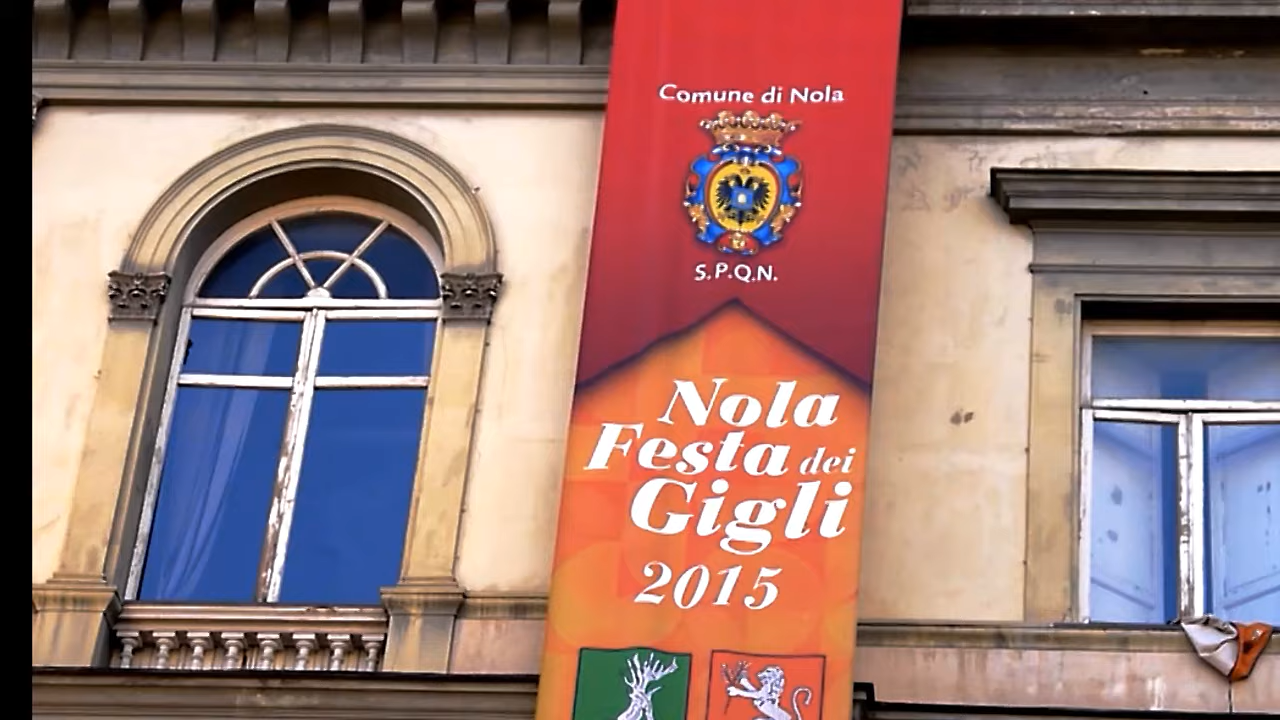 Comune di Nola
S.P.Q.N.
Nola
Festa dei
Gigli
2015